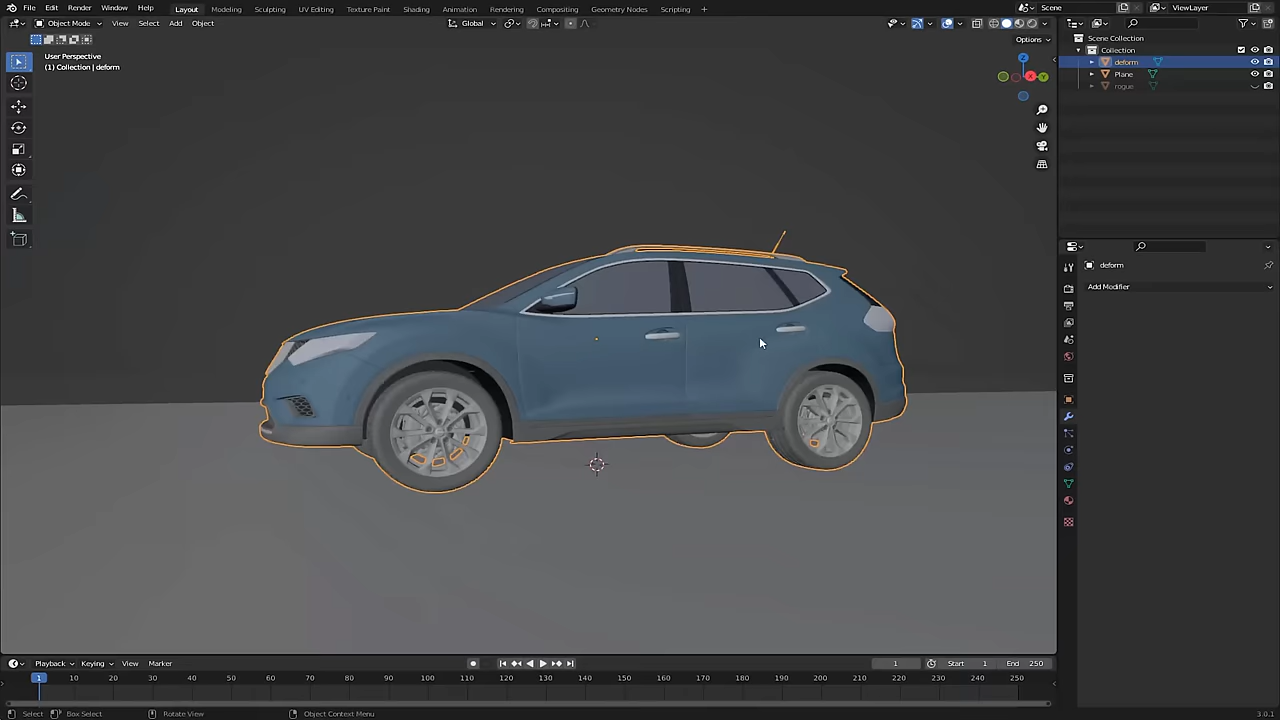 File Edit Render Window Help Layout Modeling Sculpting UV Editing Texture Paint Shading Animation Rendering Compositing Geometry Nodes Scripting + Scene ViewLayer
Object Mode View Select Add Object Global
Options
User Perspective
(1) Collection | deform
Scene Collection
Collection
deform
Plane
rogue
deform
Add Modifier
X
Y
Z
Playback Keying View Marker 1 Start 1 End 250
1 10 20 30 40 50 60 70 80 90 100 110 120 130 140 150 160 170 180 190 200 210 220 230 240 250
Select Box Select Rotate View Object Context Menu 3.0.1